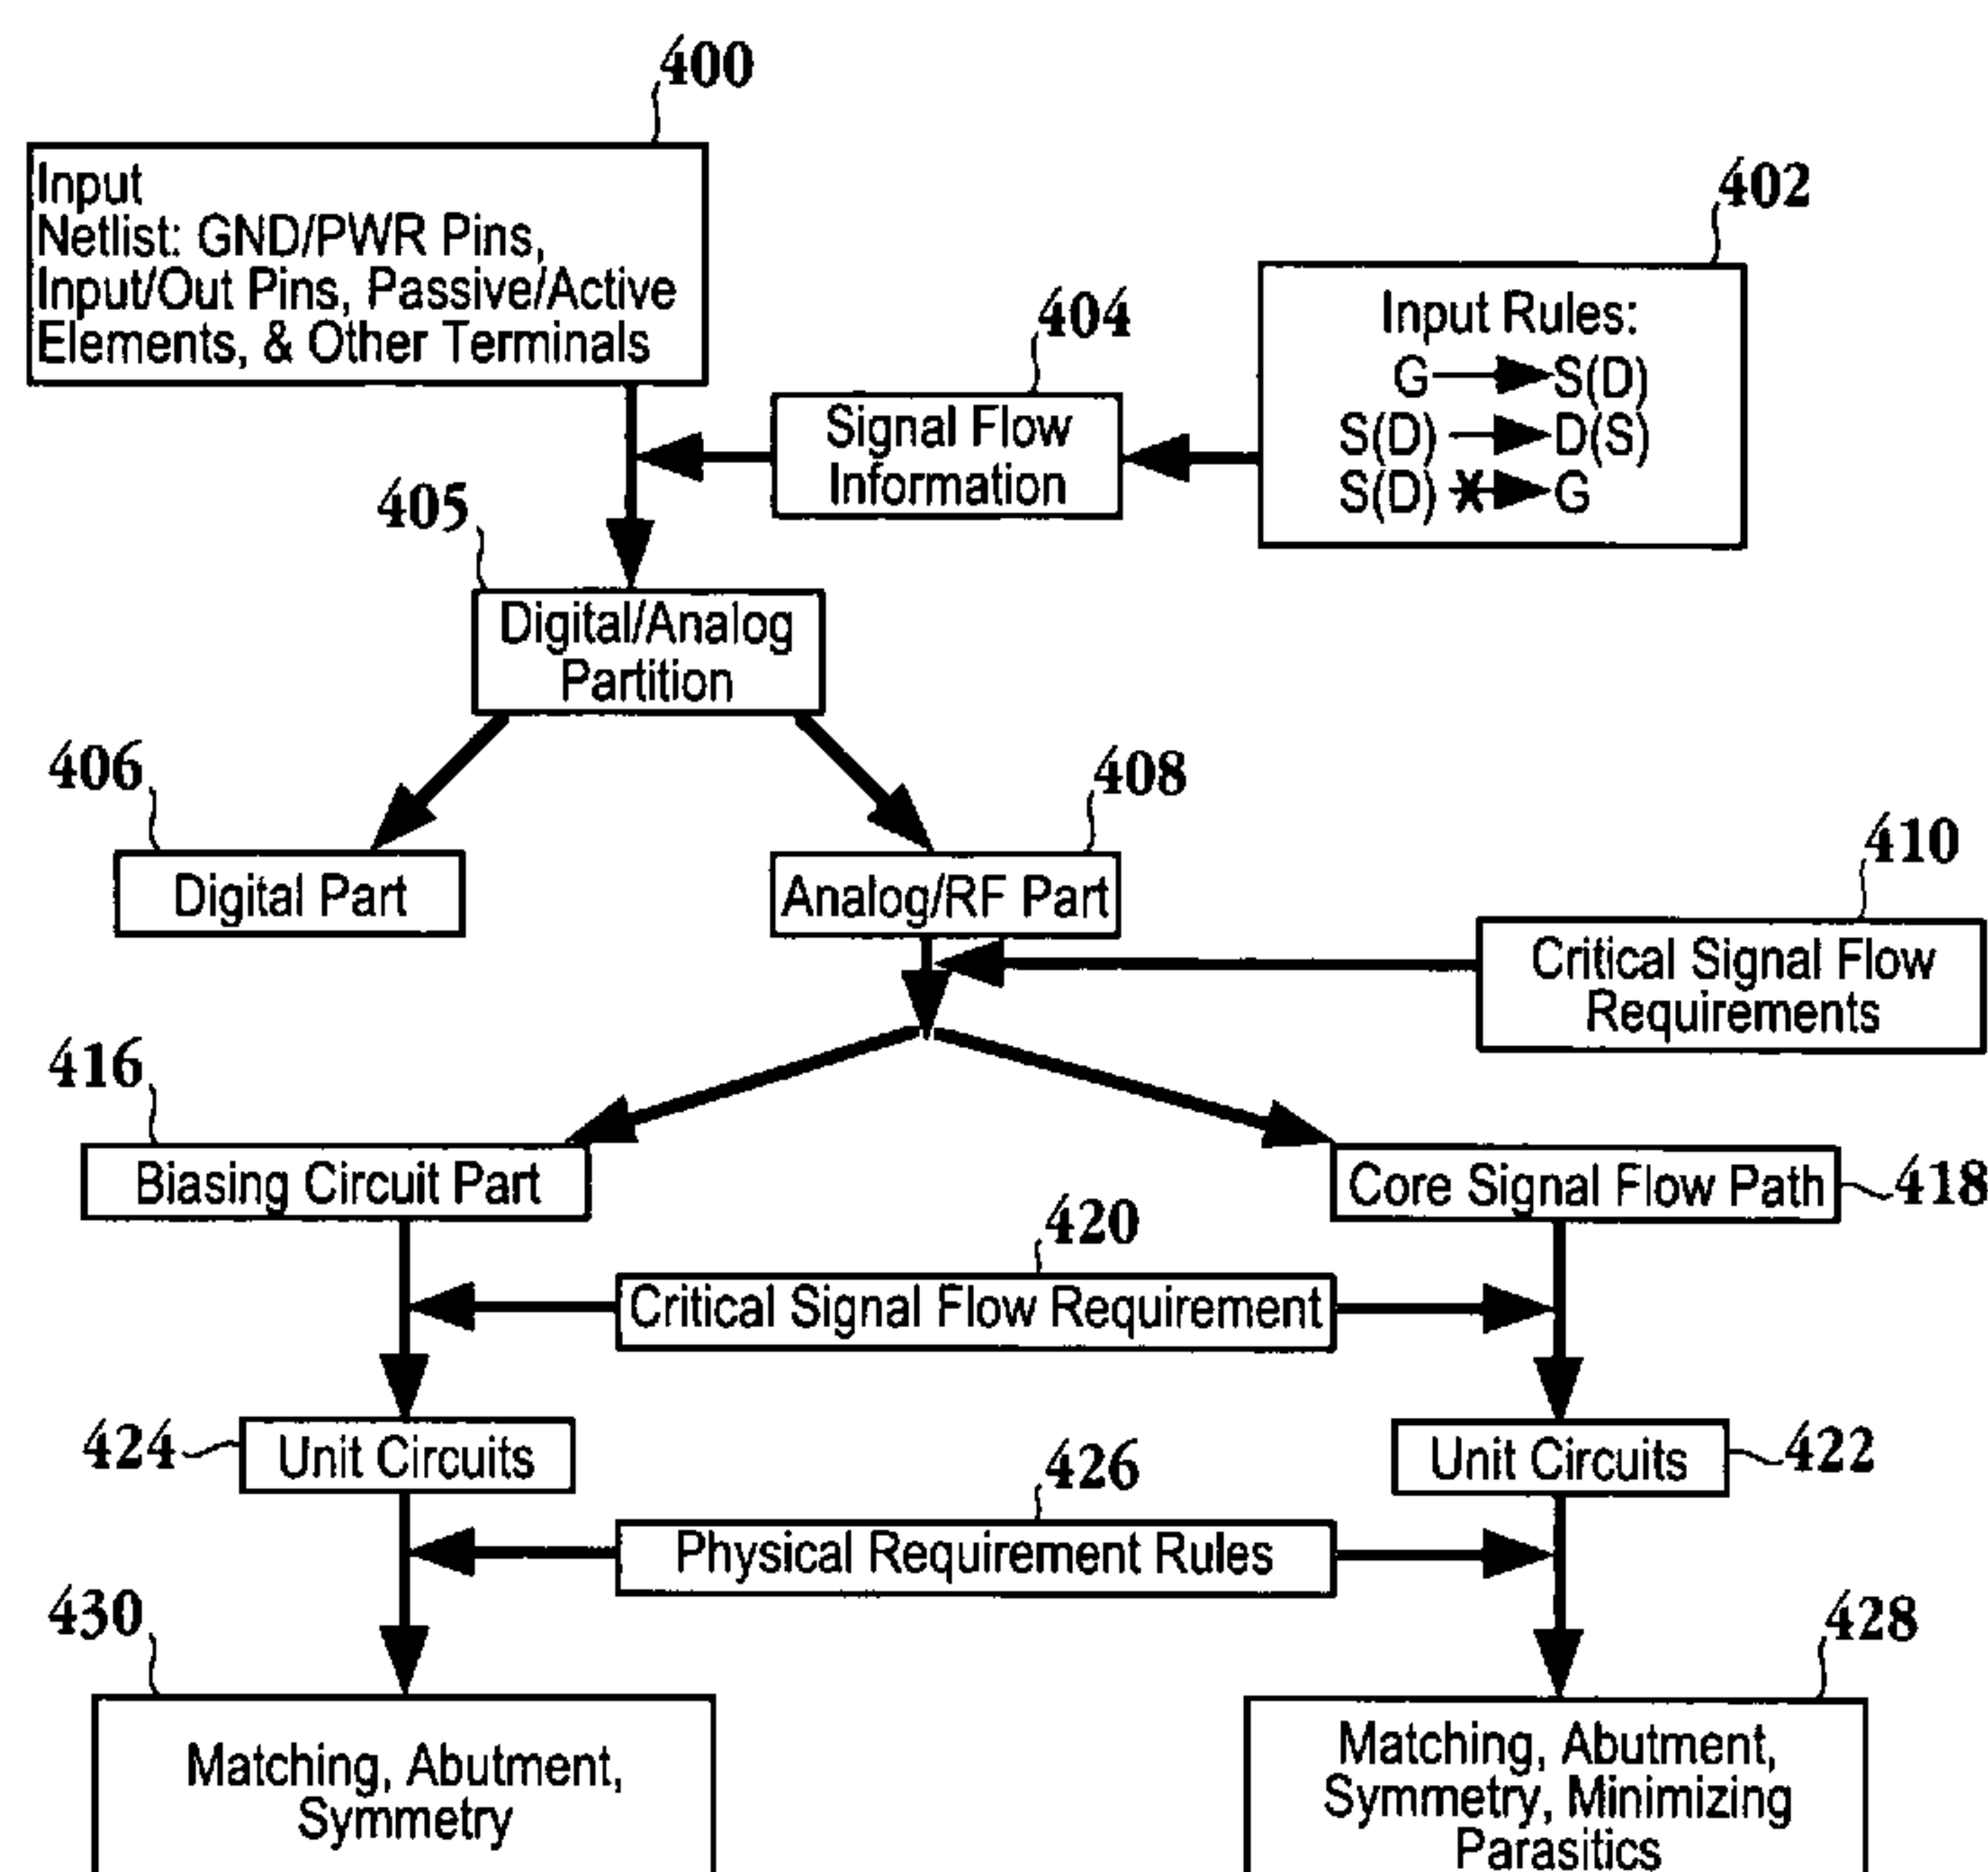 400
Input
Netlist: GND/PWR Pins,
Input/Out Pins, Passive/Active
Elements, & Other Terminals
402
Input Rules:
G → S(D)
S(D) → D(S)
S(D) ✗→ G
404
Signal Flow
Information
405
Digital/Analog
Partition
406
Digital Part
408
Analog/RF Part
410
Critical Signal Flow
Requirements
416
Biasing Circuit Part
Core Signal Flow Path
418
420
Critical Signal Flow Requirement
424
Unit Circuits
Unit Circuits
422
426
Physical Requirement Rules
430
Matching, Abutment,
Symmetry
428
Matching, Abutment,
Symmetry, Minimizing
Parasitics